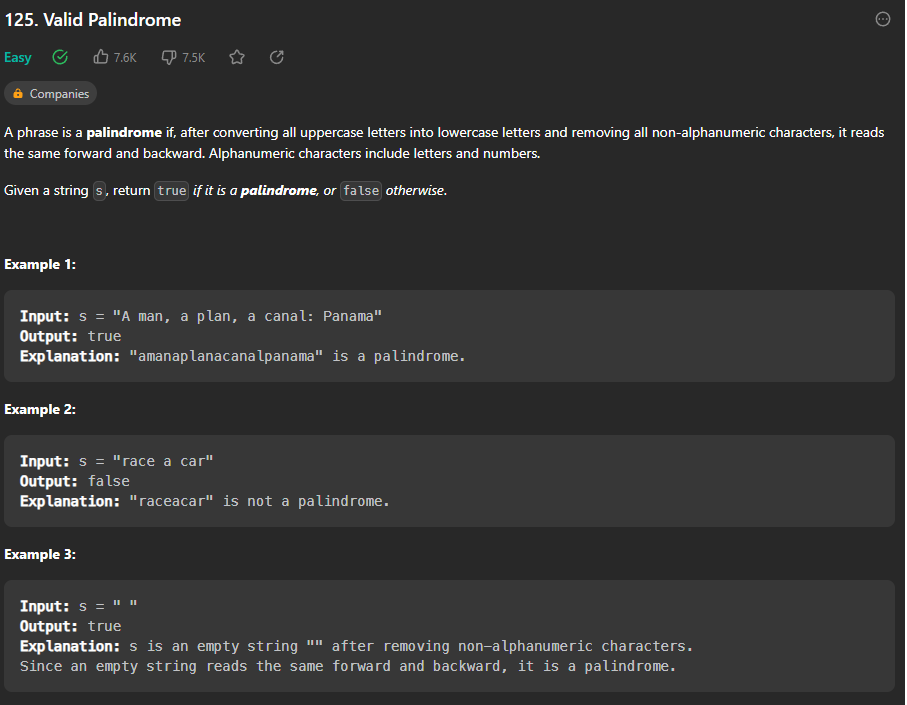 125. Valid Palindrome
Easy 7.6K 7.5K
Companies
A phrase is a palindrome if, after converting all uppercase letters into lowercase letters and removing all non-alphanumeric characters, it reads
the same forward and backward. Alphanumeric characters include letters and numbers.
Given a string s, return true if it is a palindrome, or false otherwise.
Example 1:
Input: s = "A man, a plan, a canal: Panama"
Output: true
Explanation: "amanaplanacanalpanama" is a palindrome.
Example 2:
Input: s = "race a car"
Output: false
Explanation: "raceacar" is not a palindrome.
Example 3:
Input: s = " "
Output: true
Explanation: s is an empty string "" after removing non-alphanumeric characters.
Since an empty string reads the same forward and backward, it is a palindrome.